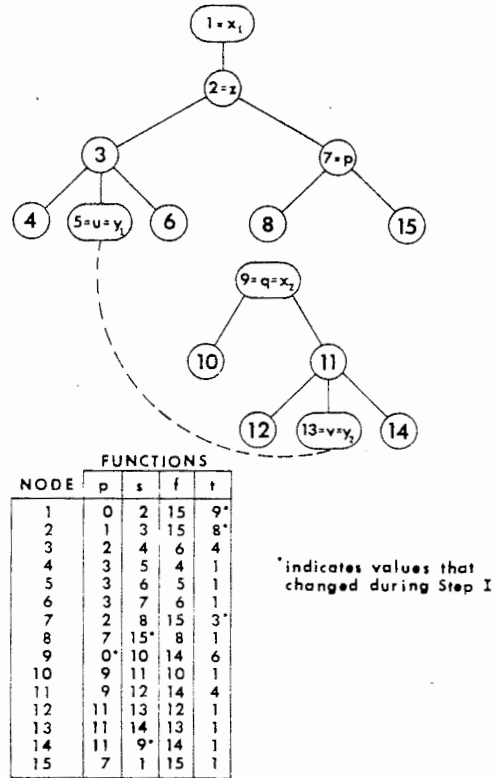 1=x₁
2=z
3
7=p
4
5=u=y₁
6
8
15
9=q=x₂
10
11
12
13=v=y₂
14
FUNCTIONS
NODE p s f t
1 0 2 15 9*
2 1 3 15 8*
3 2 4 6 4
4 3 5 4 1
5 3 6 5 1
6 3 7 6 1
7 2 8 15 3*
8 7 15* 8 1
9 0* 10 14 6
10 9 11 10 1
11 9 12 14 4
12 11 13 12 1
13 11 14 13 1
14 11 9* 14 1
15 7 1 15 1
*indicates values that
changed during Step I